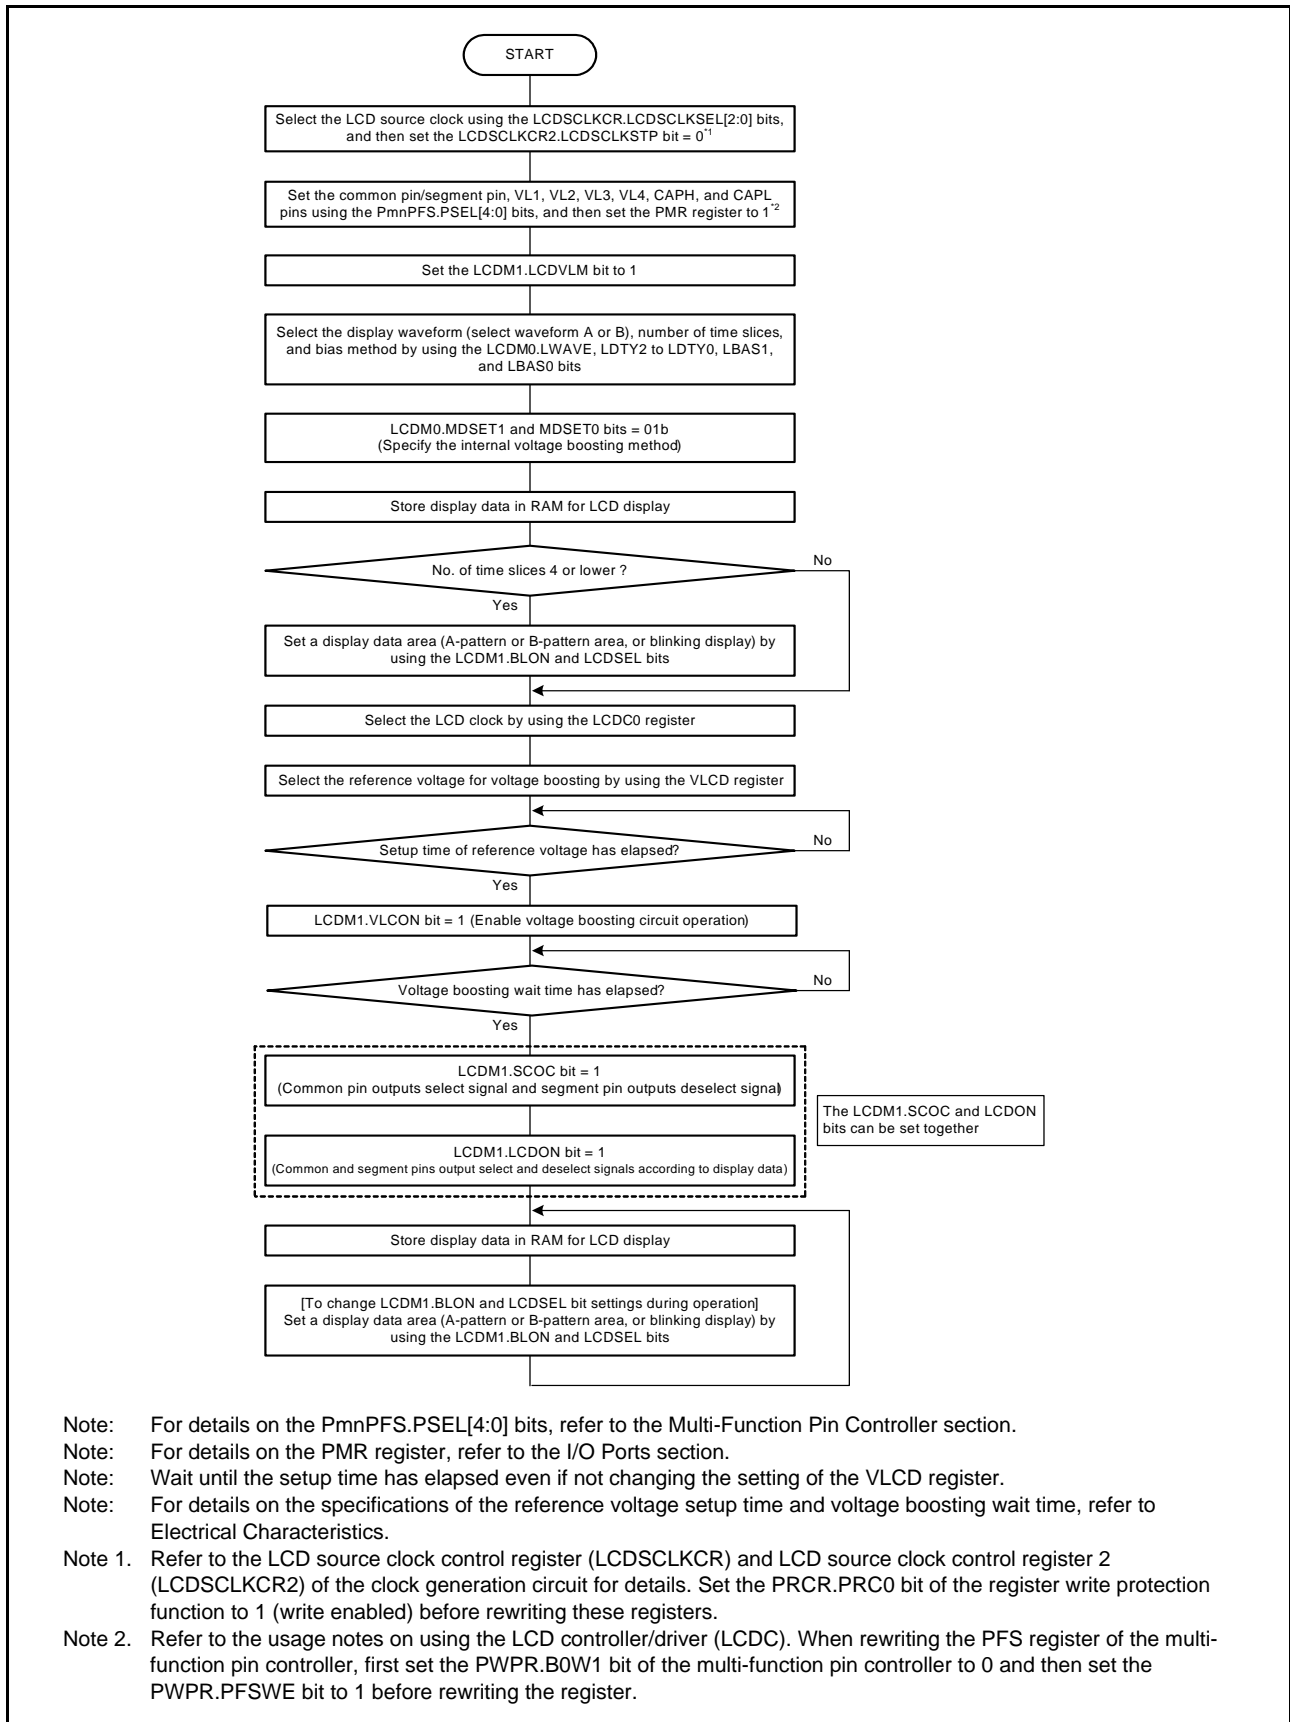 START
Select the LCD source clock using the LCDSCLKCR.LCDSCLKSEL[2:0] bits,
and then set the LCDSCLKCR2.LCDSCLKSTP bit = 0*1
Set the common pin/segment pin, VL1, VL2, VL3, VL4, CAPH, and CAPL
pins using the PmnPFS.PSEL[4:0] bits, and then set the PMR register to 1*2
Set the LCDM1.LCDVLM bit to 1
Select the display waveform (select waveform A or B), number of time slices,
and bias method by using the LCDM0.LWAVE, LDTY2 to LDTY0, LBAS1,
and LBAS0 bits
LCDM0.MDSET1 and MDSET0 bits = 01b
(Specify the internal voltage boosting method)
Store display data in RAM for LCD display
No. of time slices 4 or lower ?
No
Yes
Set a display data area (A-pattern or B-pattern area, or blinking display) by
using the LCDM1.BLON and LCDSEL bits
Select the LCD clock by using the LCDC0 register
Select the reference voltage for voltage boosting by using the VLCD register
Setup time of reference voltage has elapsed?
No
Yes
LCDM1.VLCON bit = 1 (Enable voltage boosting circuit operation)
Voltage boosting wait time has elapsed?
No
Yes
LCDM1.SCOC bit = 1
(Common pin outputs select signal and segment pin outputs deselect signal)
The LCDM1.SCOC and LCDON
bits can be set together
LCDM1.LCDON bit = 1
(Common and segment pins output select and deselect signals according to display data)
Store display data in RAM for LCD display
[To change LCDM1.BLON and LCDSEL bit settings during operation]
Set a display data area (A-pattern or B-pattern area, or blinking display) by
using the LCDM1.BLON and LCDSEL bits
Note: For details on the PmnPFS.PSEL[4:0] bits, refer to the Multi-Function Pin Controller section.
Note: For details on the PMR register, refer to the I/O Ports section.
Note: Wait until the setup time has elapsed even if not changing the setting of the VLCD register.
Note: For details on the specifications of the reference voltage setup time and voltage boosting wait time, refer to
Electrical Characteristics.
Note 1. Refer to the LCD source clock control register (LCDSCLKCR) and LCD source clock control register 2
(LCDSCLKCR2) of the clock generation circuit for details. Set the PRCR.PRC0 bit of the register write protection
function to 1 (write enabled) before rewriting these registers.
Note 2. Refer to the usage notes on using the LCD controller/driver (LCDC). When rewriting the PFS register of the multi-
function pin controller, first set the PWPR.B0W1 bit of the multi-function pin controller to 0 and then set the
PWPR.PFSWE bit to 1 before rewriting the register.